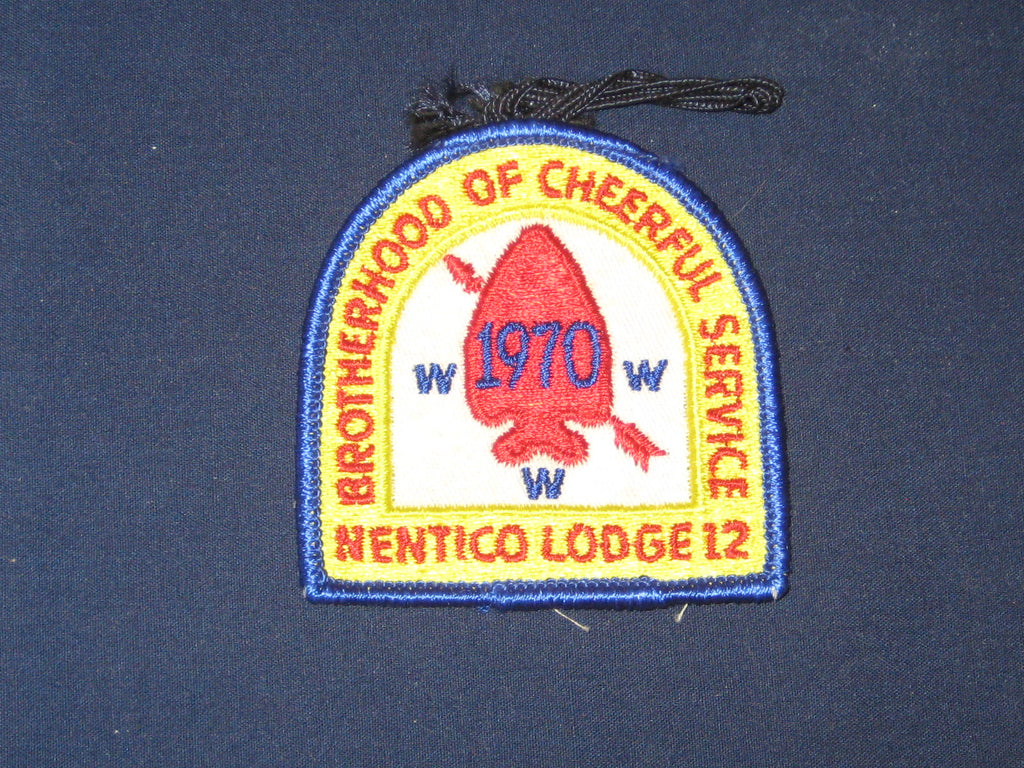 BROTHERHOOD OF CHEERFUL SERVICE
1970
W W
W
NENTICO LODGE 12